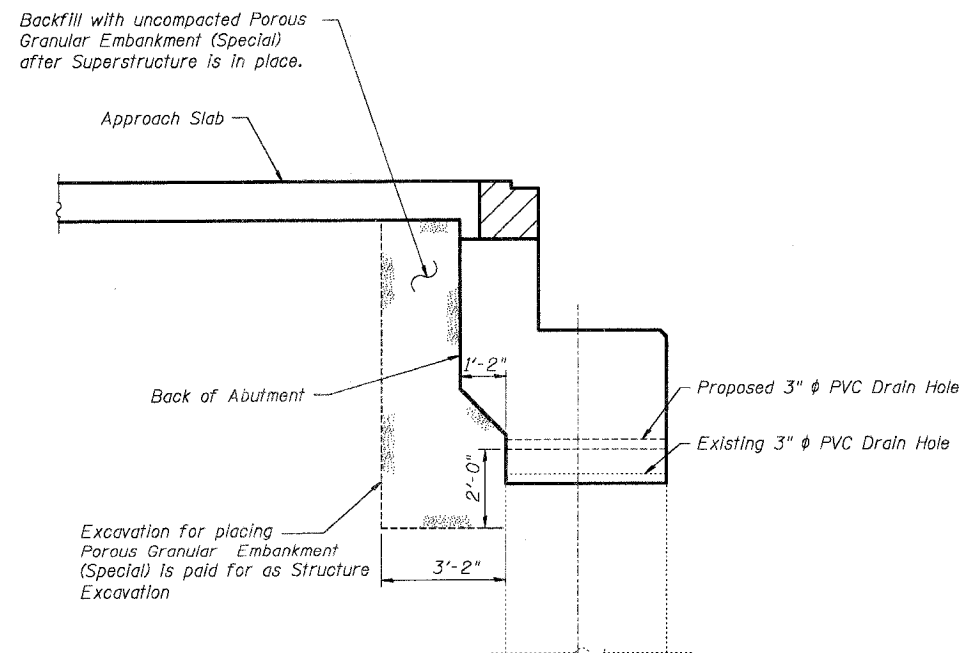 Backfill with uncompacted Porous
Granular Embankment (Special)
after Superstructure is in place.
Approach Slab
1'-2"
Back of Abutment
Proposed 3" ϕ PVC Drain Hole
Existing 3" ϕ PVC Drain Hole
2'-0"
Excavation for placing
Porous Granular Embankment
(Special) is paid for as Structure
Excavation
3'-2"